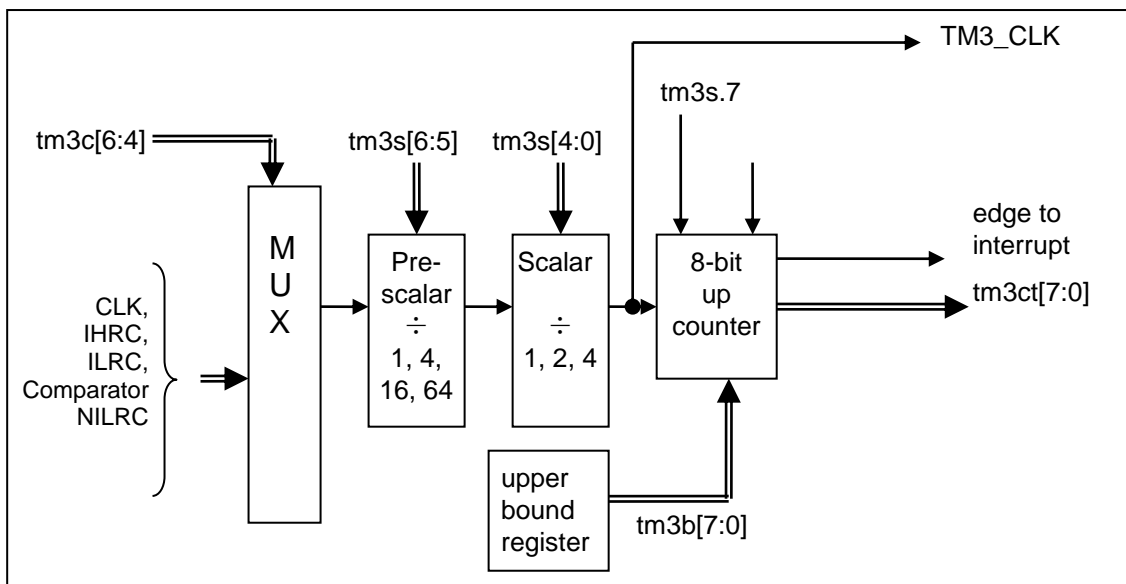 TM3_CLK
tm3s.7
tm3c[6:4]
tm3s[6:5]
tm3s[4:0]
M
U
X
Pre-
scalar
÷
1, 4,
16, 64
Scalar
÷
1, 2, 4
8-bit
up
counter
edge to
interrupt
tm3ct[7:0]
CLK,
IHRC,
ILRC,
Comparator
NILRC
upper
bound
register
tm3b[7:0]